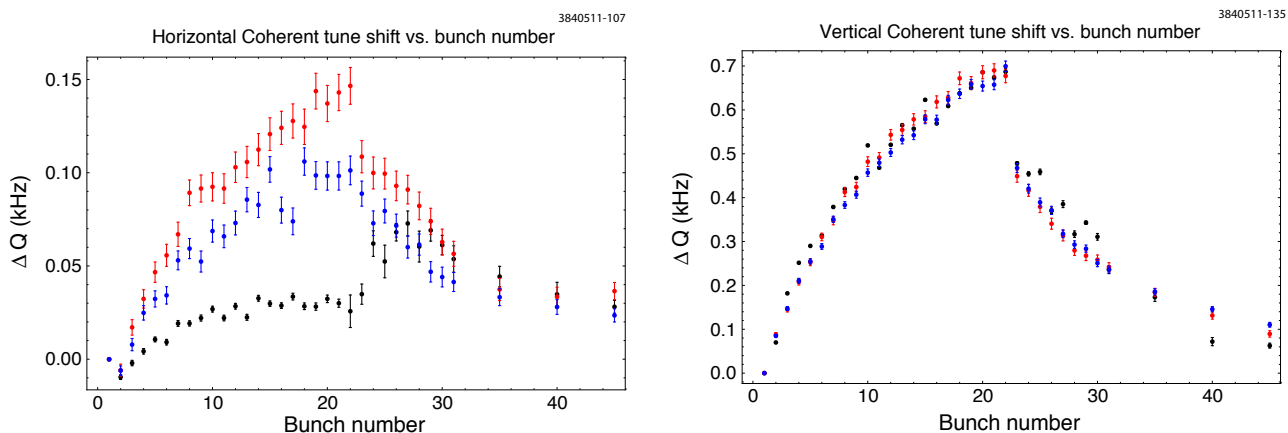 3840511-107
Horizontal Coherent tune shift vs. bunch number
0.15
0.10
0.05
0.00
Δ Q (kHz)
0 10 20 30 40
Bunch number
3840511-135
Vertical Coherent tune shift vs. bunch number
0.7
0.6
0.5
0.4
0.3
0.2
0.1
0.0
Δ Q (kHz)
0 10 20 30 40
Bunch number